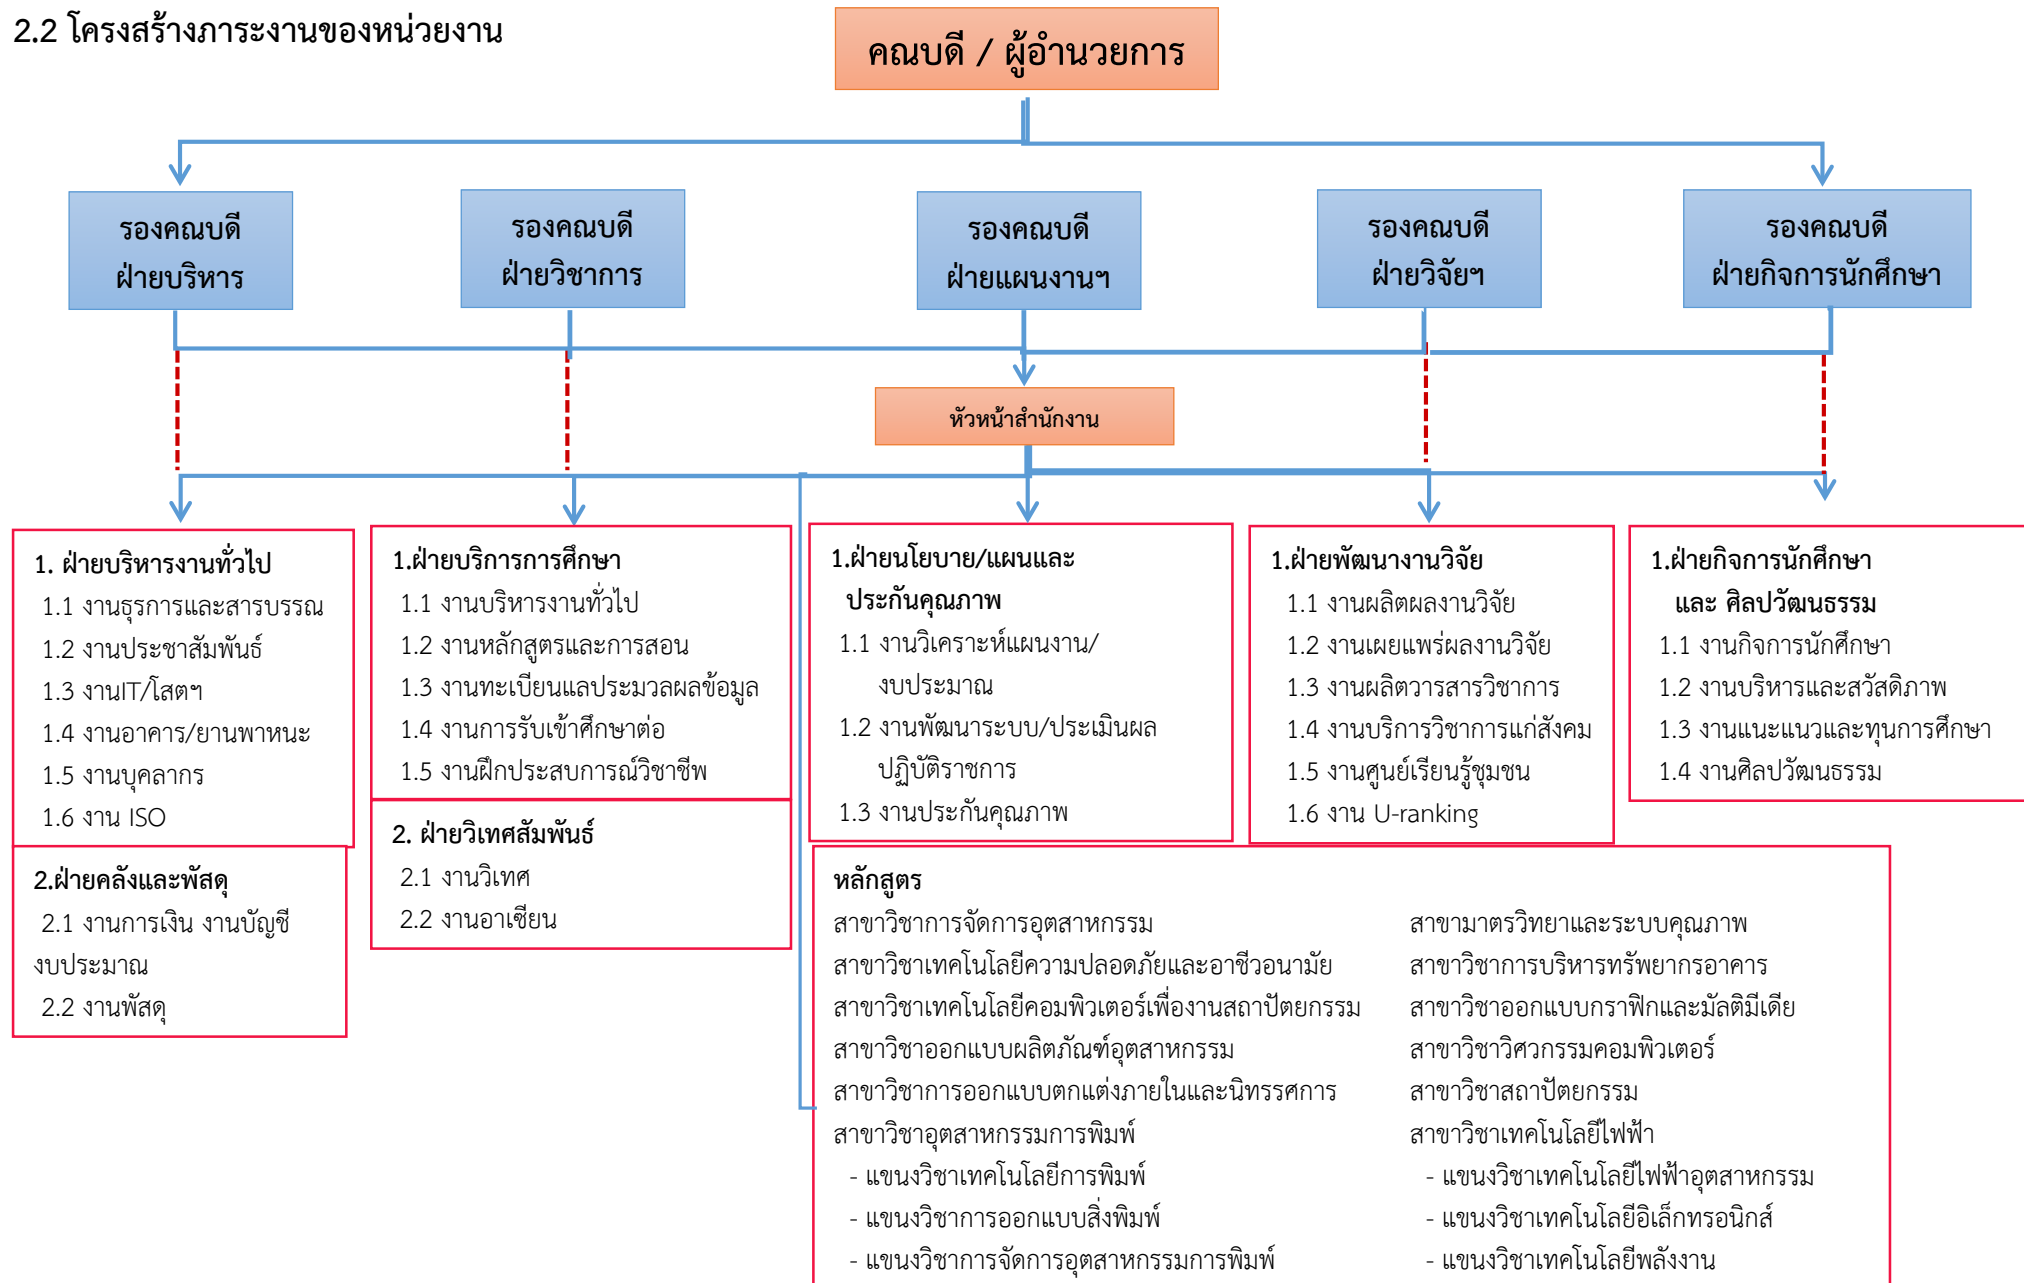 2.2 โครงสร้างภาระงานของหน่วยงาน
คณบดี / ผู้อำนวยการ
รองคณบดี
ฝ่ายบริหาร
รองคณบดี
ฝ่ายวิชาการ
รองคณบดี
ฝ่ายแผนงานฯ
รองคณบดี
ฝ่ายวิจัยฯ
รองคณบดี
ฝ่ายกิจการนักศึกษา
หัวหน้าสำนักงาน
1. ฝ่ายบริหารงานทั่วไป
1.1 งานธุรการและสารบรรณ
1.2 งานประชาสัมพันธ์
1.3 งานIT/โสตฯ
1.4 งานอาคาร/ยานพาหนะ
1.5 งานบุคลากร
1.6 งาน ISO
2.ฝ่ายคลังและพัสดุ
2.1 งานการเงิน งานบัญชี
งบประมาณ
2.2 งานพัสดุ
1.ฝ่ายบริการการศึกษา
1.1 งานบริหารงานทั่วไป
1.2 งานหลักสูตรและการสอน
1.3 งานทะเบียนแลประมวลผลข้อมูล
1.4 งานการรับเข้าศึกษาต่อ
1.5 งานฝึกประสบการณ์วิชาชีพ
2. ฝ่ายวิเทศสัมพันธ์
2.1 งานวิเทศ
2.2 งานอาเซียน
1.ฝ่ายนโยบาย/แผนและ
ประกันคุณภาพ
1.1 งานวิเคราะห์แผนงาน/
งบประมาณ
1.2 งานพัฒนาระบบ/ประเมินผล
ปฏิบัติราชการ
1.3 งานประกันคุณภาพ
1.ฝ่ายพัฒนางานวิจัย
1.1 งานผลิตผลงานวิจัย
1.2 งานเผยแพร่ผลงานวิจัย
1.3 งานผลิตวารสารวิชาการ
1.4 งานบริการวิชาการแก่สังคม
1.5 งานศูนย์เรียนรู้ชุมชน
1.6 งาน U-ranking
1.ฝ่ายกิจการนักศึกษา
และ ศิลปวัฒนธรรม
1.1 งานกิจการนักศึกษา
1.2 งานบริหารและสวัสดิภาพ
1.3 งานแนะแนวและทุนการศึกษา
1.4 งานศิลปวัฒนธรรม
หลักสูตร
สาขาวิชาการจัดการอุตสาหกรรม
สาขาวิชาเทคโนโลยีความปลอดภัยและอาชีวอนามัย
สาขาวิชาเทคโนโลยีคอมพิวเตอร์เพื่องานสถาปัตยกรรม
สาขาวิชาออกแบบผลิตภัณฑ์อุตสาหกรรม
สาขาวิชาการออกแบบตกแต่งภายในและนิทรรศการ
สาขาวิชาอุตสาหกรรมการพิมพ์
- แขนงวิชาเทคโนโลยีการพิมพ์
- แขนงวิชาการออกแบบสิ่งพิมพ์
- แขนงวิชาการจัดการอุตสาหกรรมการพิมพ์
สาขามาตรวิทยาและระบบคุณภาพ
สาขาวิชาการบริหารทรัพยากรอาคาร
สาขาวิชาออกแบบกราฟิกและมัลติมีเดีย
สาขาวิชาวิศวกรรมคอมพิวเตอร์
สาขาวิชาสถาปัตยกรรม
สาขาวิชาเทคโนโลยีไฟฟ้า
- แขนงวิชาเทคโนโลยีไฟฟ้าอุตสาหกรรม
- แขนงวิชาเทคโนโลยีอิเล็กทรอนิกส์
- แขนงวิชาเทคโนโลยีพลังงาน